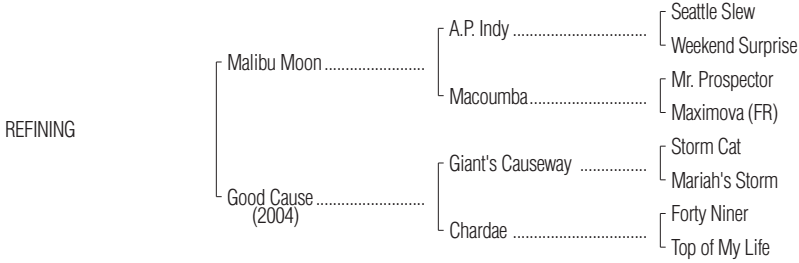 Seattle Slew
A.P. Indy ................................
Weekend Surprise
Malibu Moon ........................
Mr. Prospector
Macoumba............................
Maximova (FR)
REFINING
Storm Cat
Giant's Causeway ................
Mariah's Storm
Good Cause ..........................
(2004)
Forty Niner
Chardae ................................
Top of My Life